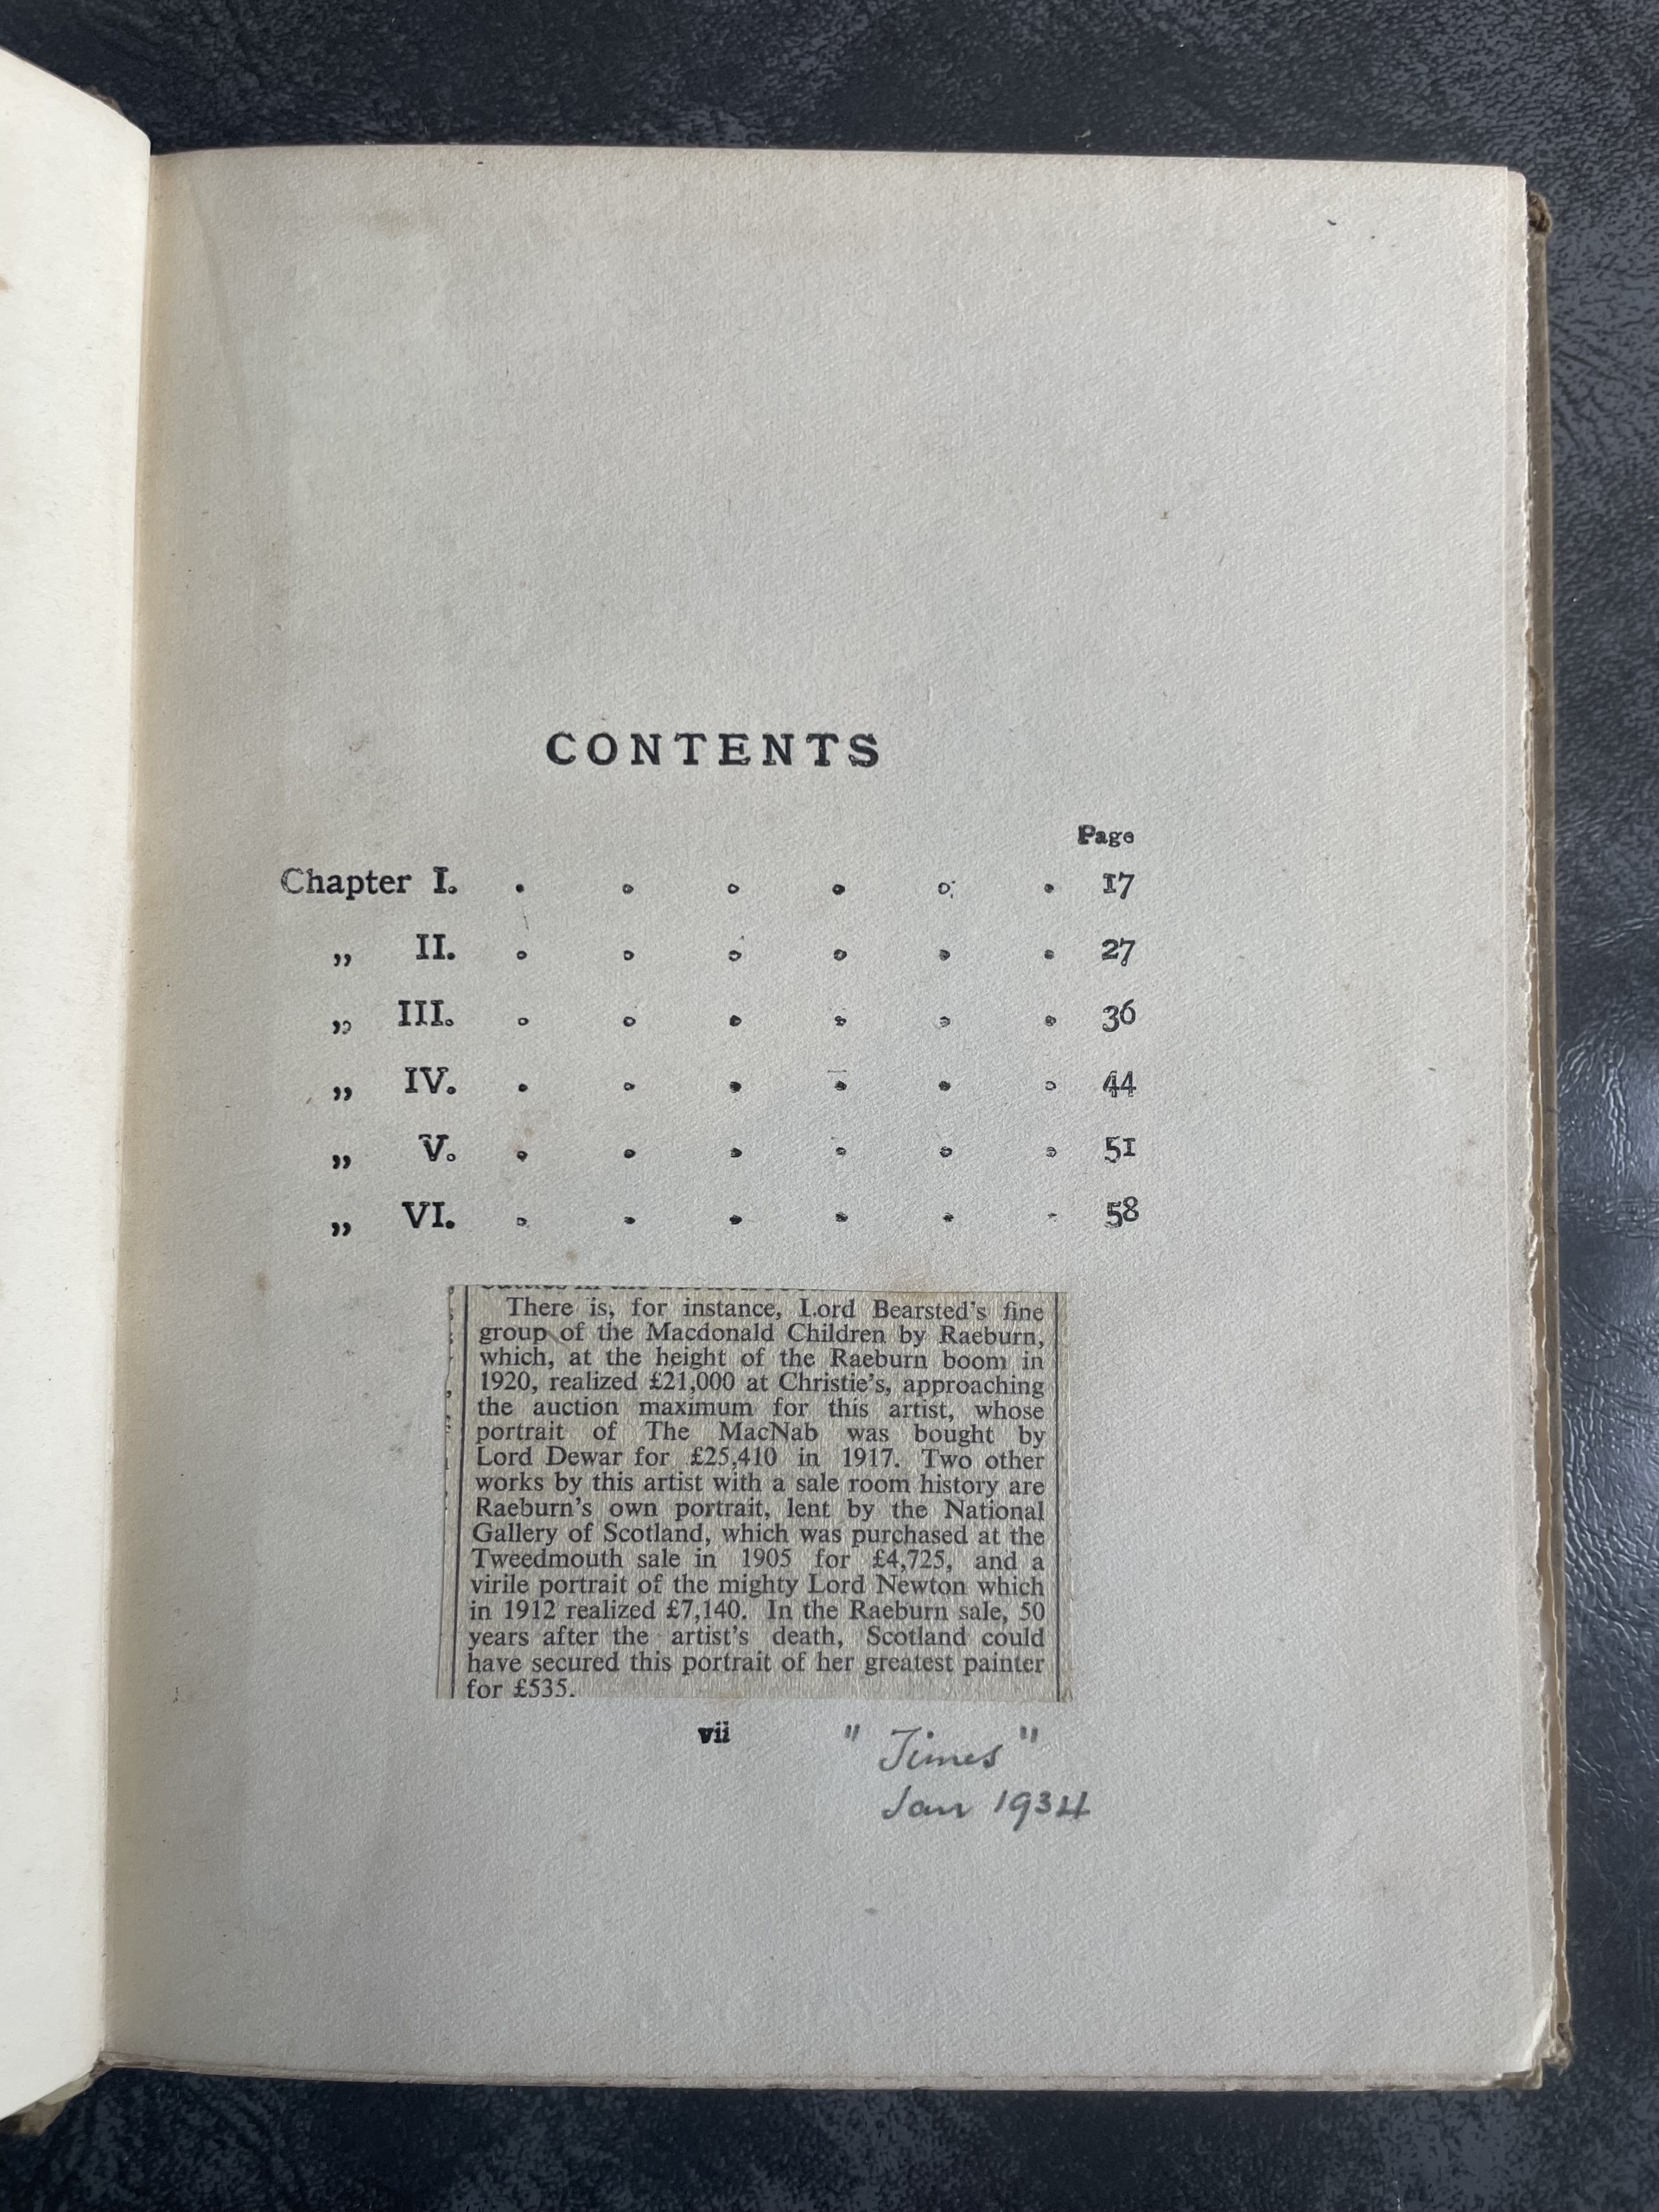 CONTENTS
Page
Chapter I. . . . . . . 17
„ II. . . . . . . 27
„ III. . . . . . . 36
„ IV. . . . . . . 44
„ V. . . . . . . 51
„ VI. . . . . . . 58
There is, for instance, Lord Bearsted's fine
group of the Macdonald Children by Raeburn,
which, at the height of the Raeburn boom in
1920, realized £21,000 at Christie's, approaching
the auction maximum for this artist, whose
portrait of The MacNab was bought by
Lord Dewar for £25,410 in 1917. Two other
works by this artist with a sale room history are
Raeburn's own portrait, lent by the National
Gallery of Scotland, which was purchased at the
Tweedmouth sale in 1905 for £4,725, and a
virile portrait of the mighty Lord Newton which
in 1912 realized £7,140. In the Raeburn sale, 50
years after the artist's death, Scotland could
have secured this portrait of her greatest painter
for £535.
vii
"Times"
Jan 1934